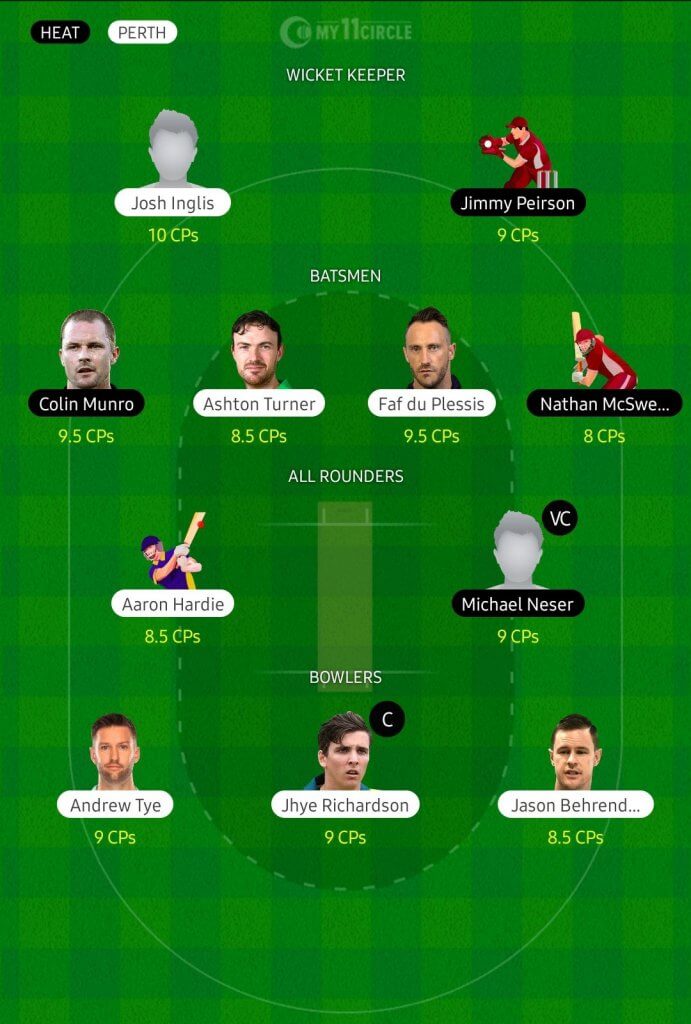 HEAT PERTH MY11CIRCLE
WICKET KEEPER
Josh Inglis Jimmy Peirson
10 CPs 9 CPs
BATSMEN
Colin Munro Ashton Turner Faf du Plessis Nathan McSwe...
9.5 CPs 8.5 CPs 9.5 CPs 8 CPs
ALL ROUNDERS
VC
Aaron Hardie Michael Neser
8.5 CPs 9 CPs
BOWLERS
C
Andrew Tye Jhye Richardson Jason Behrend...
9 CPs 9 CPs 8.5 CPs